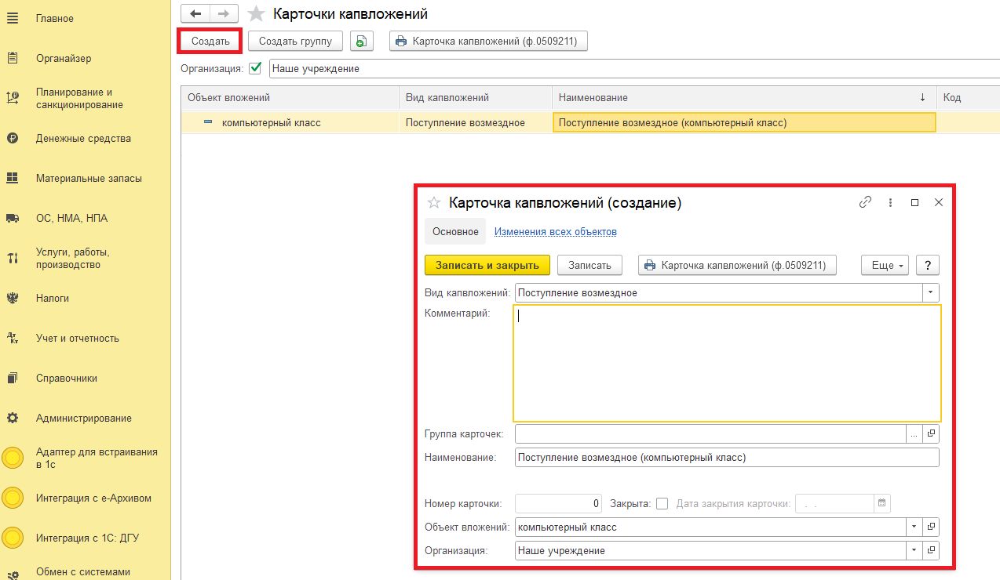 Главное
Органайзер
Планирование и
санкционирование
Денежные средства
Материальные запасы
ОС, НМА, НПА
Услуги, работы,
производство
Налоги
Учет и отчетность
Справочники
Администрирование
Адаптер для встраивания
в 1с
Интеграция с е-Архивом
Интеграция с 1С: ДГУ
Обмен с системами
Карточки капвложений
Создать Создать группу Карточка капвложений (ф.0509211)
Организация: Наше учреждение
Объект вложений Вид капвложений Наименование ↓ Код
компьютерный класс Поступление возмездное Поступление возмездное (компьютерный класс)
Карточка капвложений (создание)
Основное Изменения всех объектов
Записать и закрыть Записать Карточка капвложений (ф.0509211) Еще ?
Вид капвложений: Поступление возмездное
Комментарий:
Группа карточек: ...
Наименование: Поступление возмездное (компьютерный класс)
Номер карточки: 0 Закрыта: Дата закрытия карточки: . .
Объект вложений: компьютерный класс
Организация: Наше учреждение